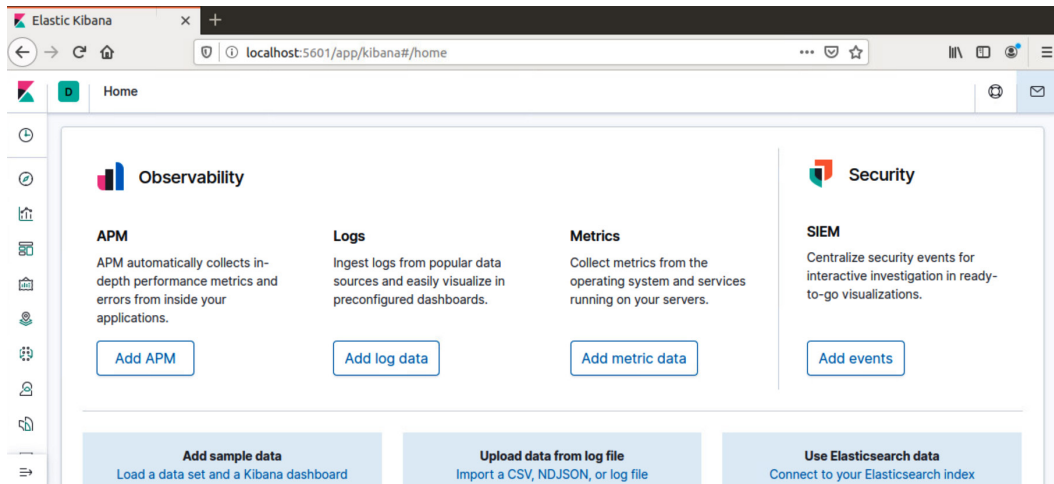 Elastic Kibana
localhost:5601/app/kibana#/home
D Home
Observability
APM
APM automatically collects in-
depth performance metrics and
errors from inside your
applications.
Add APM
Logs
Ingest logs from popular data
sources and easily visualize in
preconfigured dashboards.
Add log data
Metrics
Collect metrics from the
operating system and services
running on your servers.
Add metric data
Security
SIEM
Centralize security events for
interactive investigation in ready-
to-go visualizations.
Add events
Add sample data
Load a data set and a Kibana dashboard
Upload data from log file
Import a CSV, NDJSON, or log file
Use Elasticsearch data
Connect to your Elasticsearch index